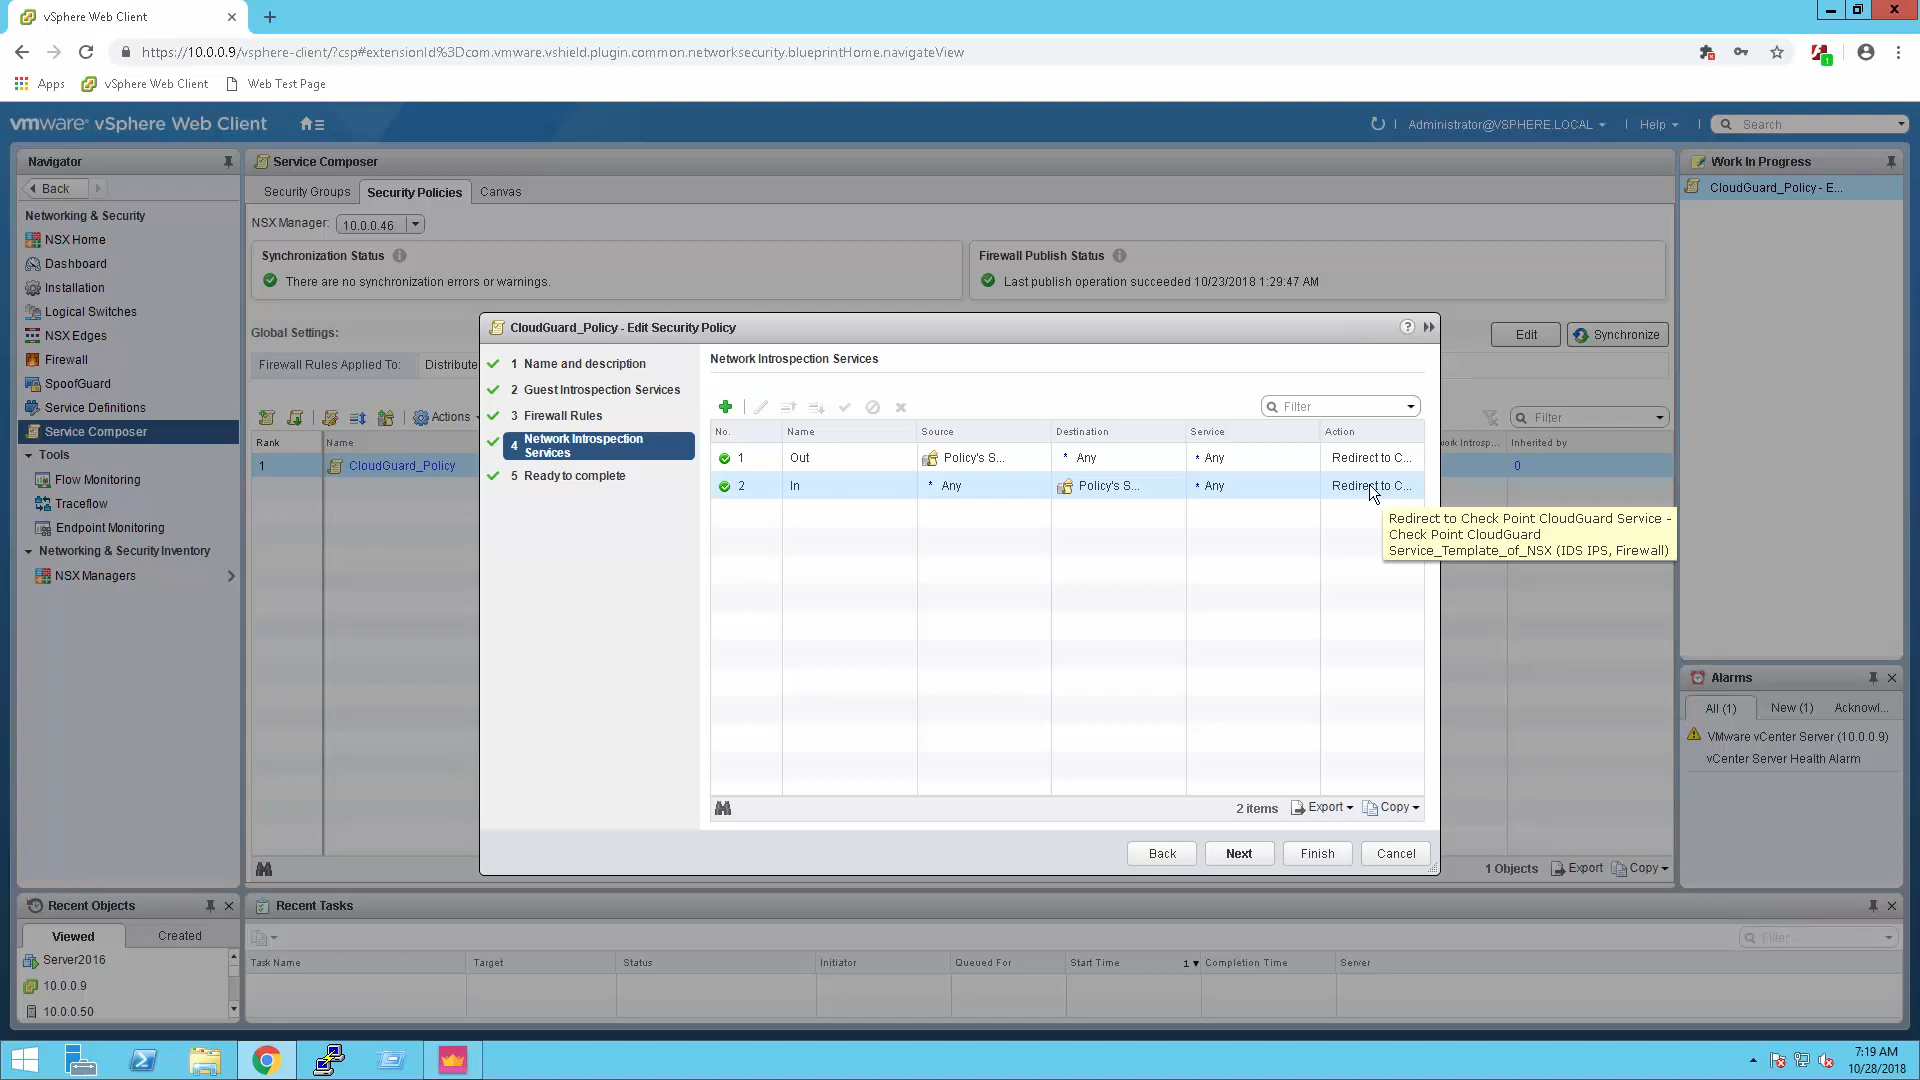 vSphere Web Client
https://10.0.0.9/vsphere-client/?csp#extensionId%3Dcom.vmware.vshield.plugin.common.networksecurity.blueprintHome.navigateView
Apps vSphere Web Client Web Test Page
vmware® vSphere Web Client
Administrator@VSPHERE.LOCAL Help Search
Navigator
Back
Networking & Security
NSX Home
Dashboard
Installation
Logical Switches
NSX Edges
Firewall
SpoofGuard
Service Definitions
Service Composer
Tools
Flow Monitoring
Traceflow
Endpoint Monitoring
Networking & Security Inventory
NSX Managers
Service Composer
Security Groups Security Policies Canvas
NSX Manager: 10.0.0.46
Synchronization Status
There are no synchronization errors or warnings.
Firewall Publish Status
Last publish operation succeeded 10/23/2018 1:29:47 AM
Global Settings:
Edit Synchronize
Firewall Rules Applied To: Distribute
Actions
Filter
Rank Name Inherited by
1 CloudGuard_Policy 0
CloudGuard_Policy - Edit Security Policy
1 Name and description
2 Guest Introspection Services
3 Firewall Rules
4 Network Introspection Services
5 Ready to complete
Network Introspection Services
Filter
No. Name Source Destination Service Action
1 Out Policy's S... * Any * Any Redirect to C...
2 In * Any Policy's S... * Any Redirect to C...
Redirect to Check Point CloudGuard Service -
Check Point CloudGuard
Service_Template_of_NSX (IDS IPS, Firewall)
2 items Export Copy
Back Next Finish Cancel
1 Objects Export Copy
Work In Progress
CloudGuard_Policy - E...
Alarms
All (1) New (1) Acknowl...
VMware vCenter Server (10.0.0.9)
vCenter Server Health Alarm
Recent Objects
Viewed Created
Server2016
10.0.0.9
10.0.0.50
Recent Tasks
Filter
Task Name Target Status Initiator Queued For Start Time 1 Completion Time Server
7:19 AM
10/28/2018